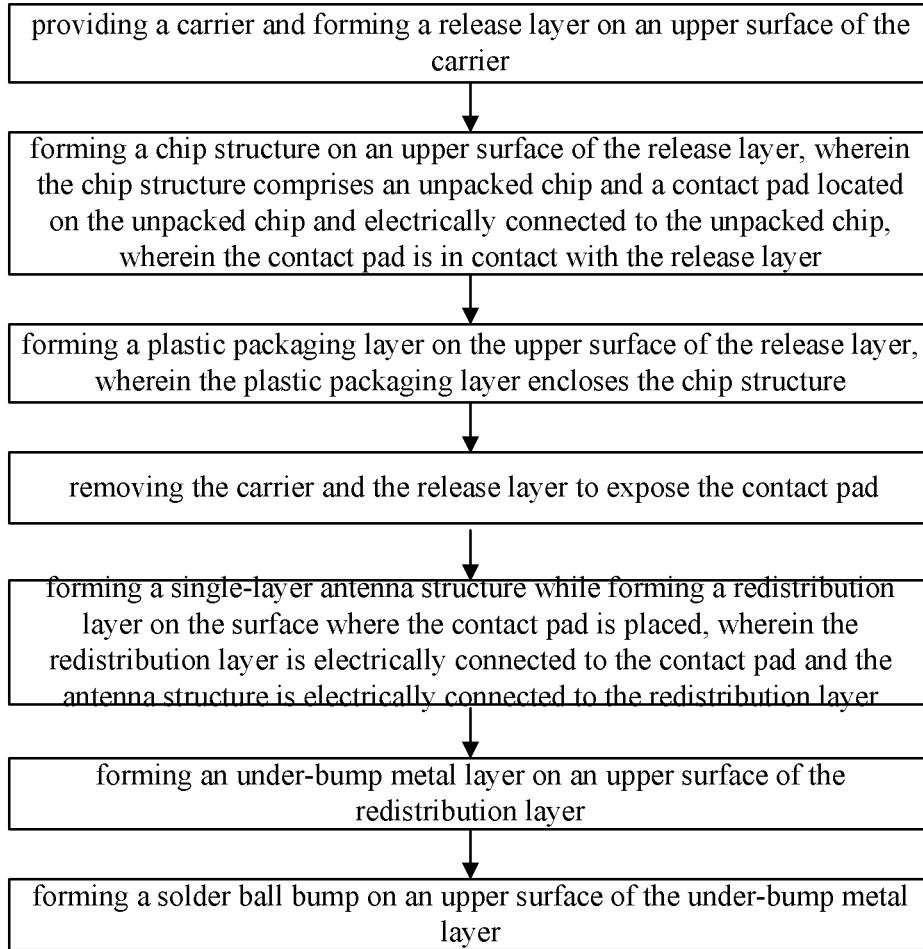 providing a carrier and forming a release layer on an upper surface of the
carrier
forming a chip structure on an upper surface of the release layer, wherein
the chip structure comprises an unpacked chip and a contact pad located
on the unpacked chip and electrically connected to the unpacked chip,
wherein the contact pad is in contact with the release layer
forming a plastic packaging layer on the upper surface of the release layer,
wherein the plastic packaging layer encloses the chip structure
removing the carrier and the release layer to expose the contact pad
forming a single-layer antenna structure while forming a redistribution
layer on the surface where the contact pad is placed, wherein the
redistribution layer is electrically connected to the contact pad and the
antenna structure is electrically connected to the redistribution layer
forming an under-bump metal layer on an upper surface of the
redistribution layer
forming a solder ball bump on an upper surface of the under-bump metal
layer